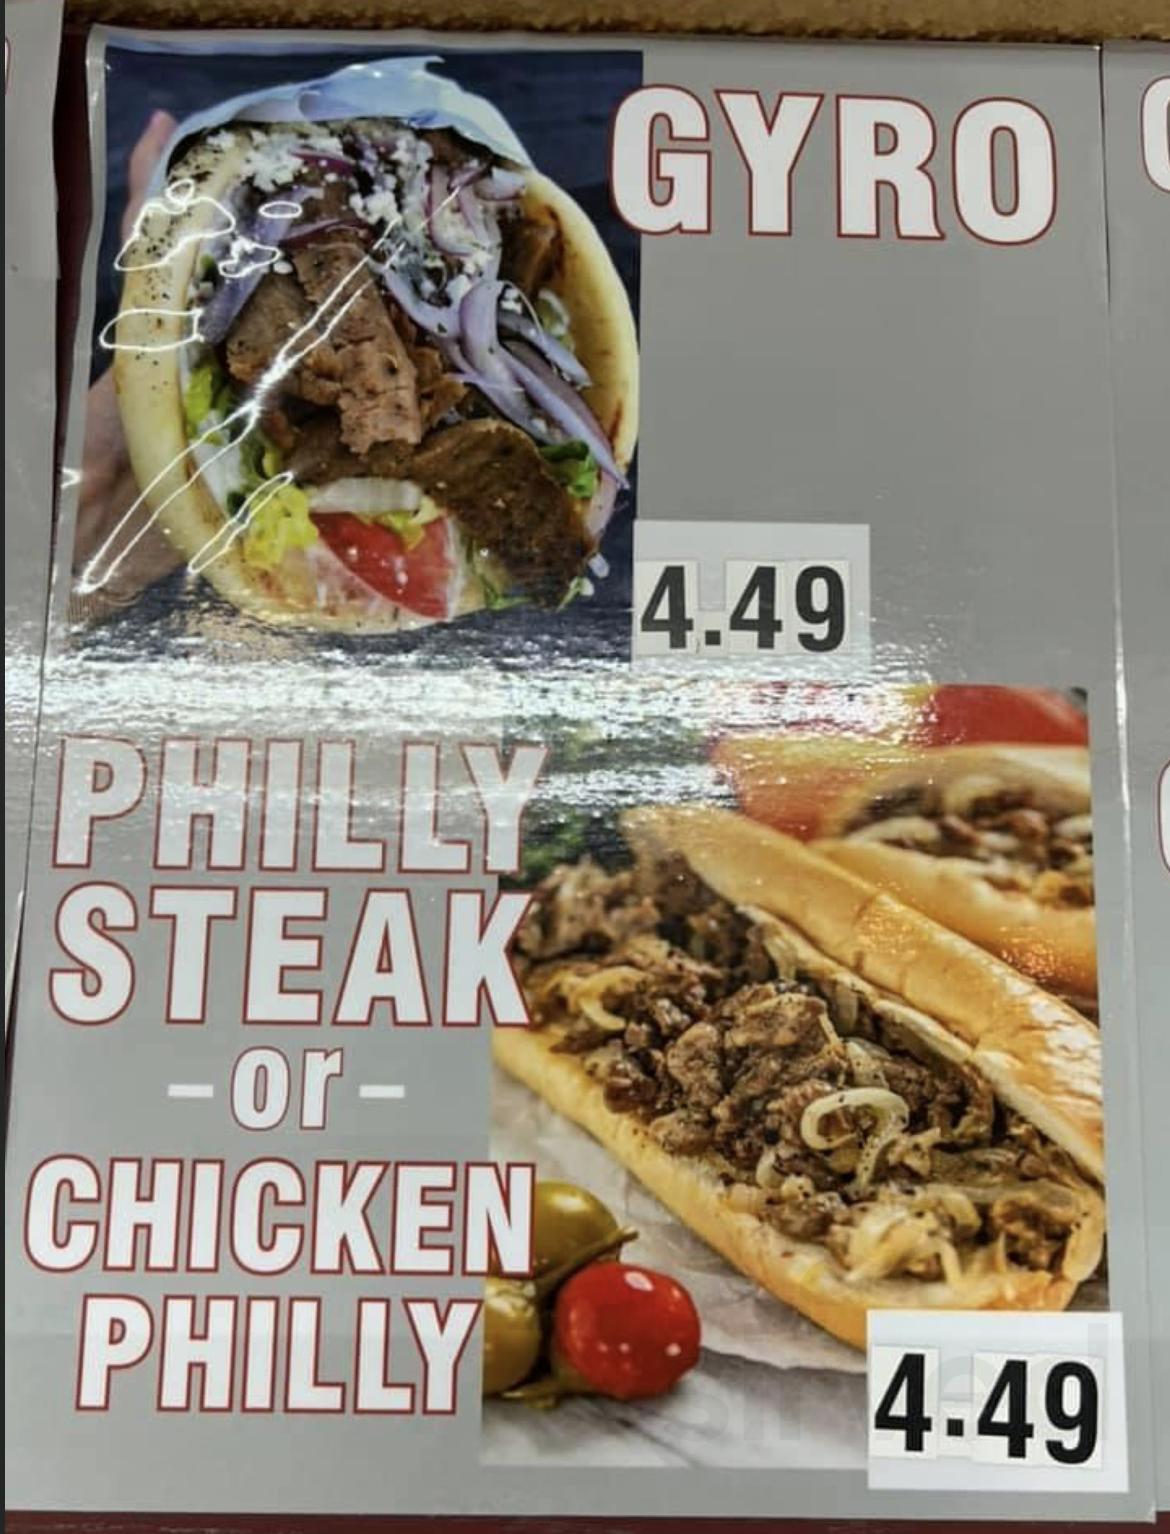 GYRO
4.49
PHILLY
STEAK
-or-
CHICKEN
PHILLY
4.49